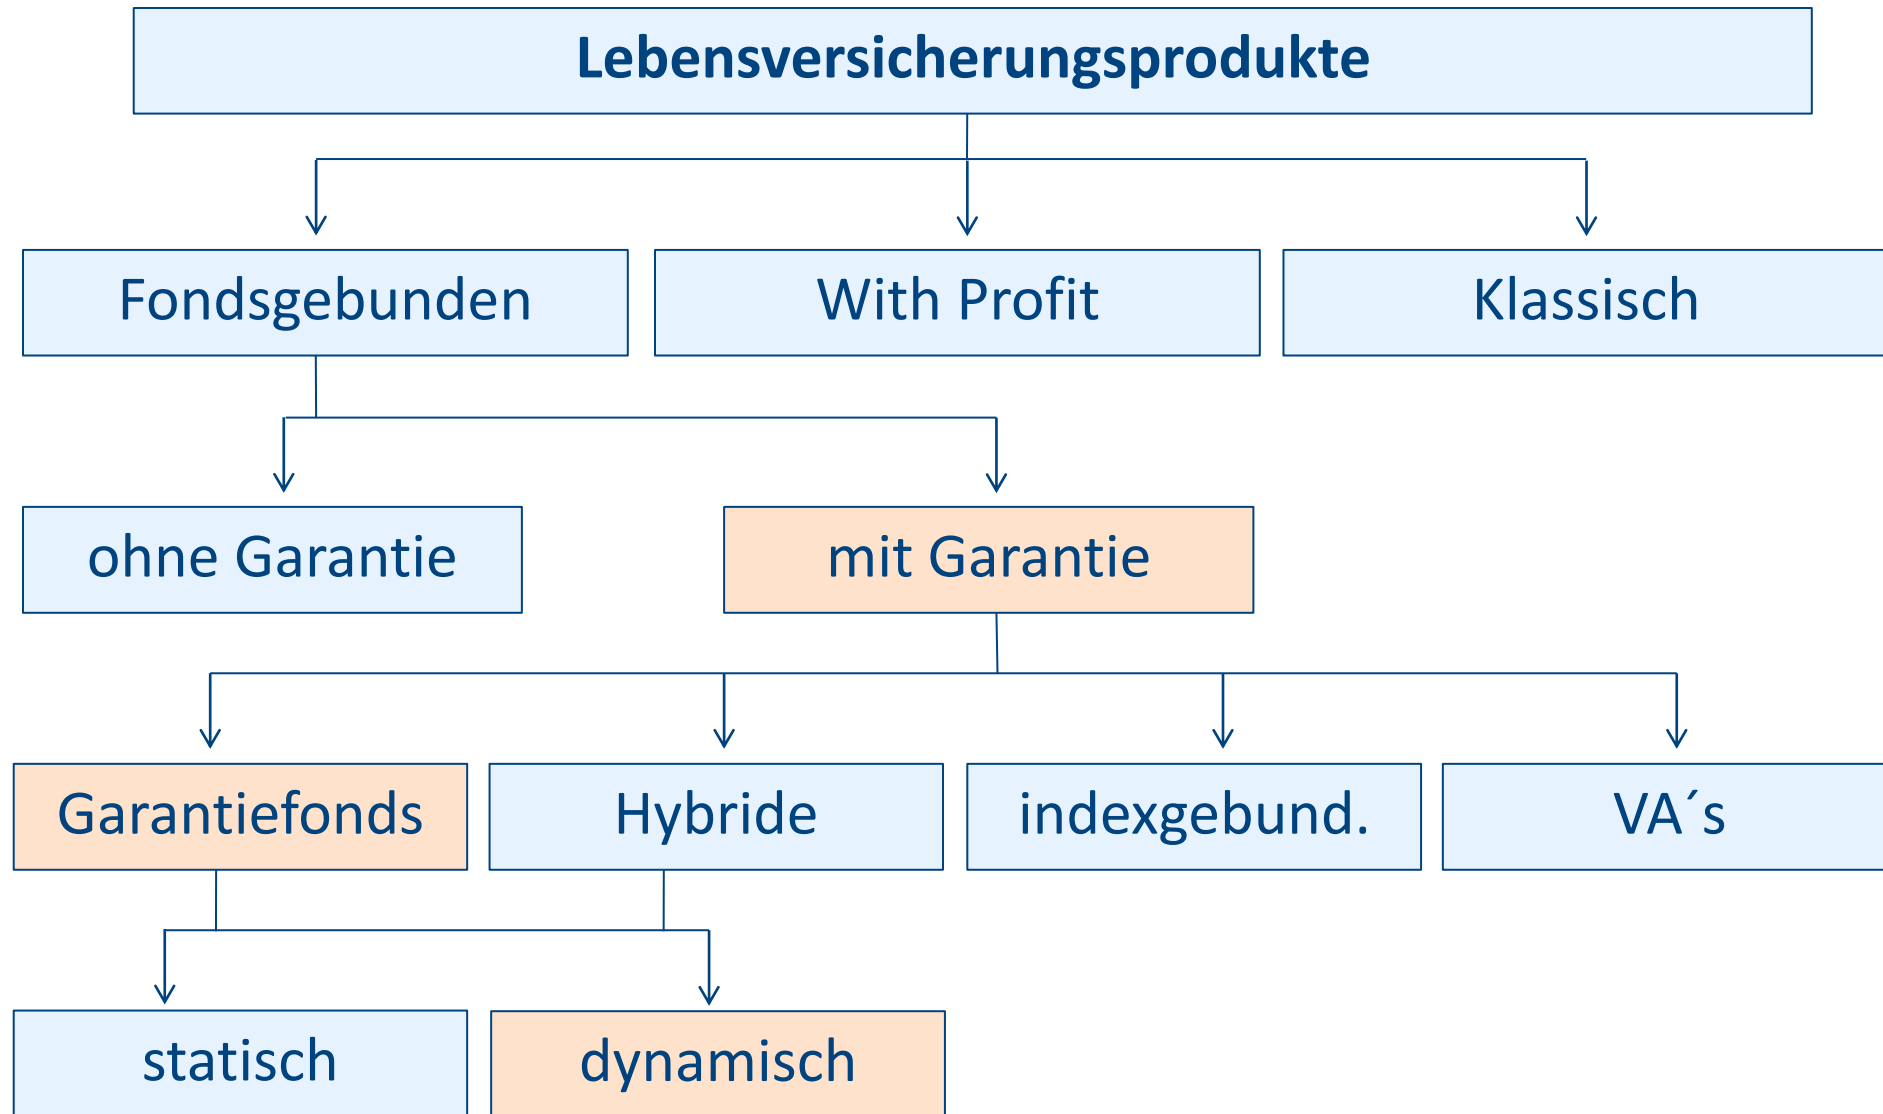 Lebensversicherungsprodukte
Fondsgebunden
With Profit
Klassisch
ohne Garantie
mit Garantie
Garantiefonds
Hybride
indexgebund.
VA´s
statisch
dynamisch